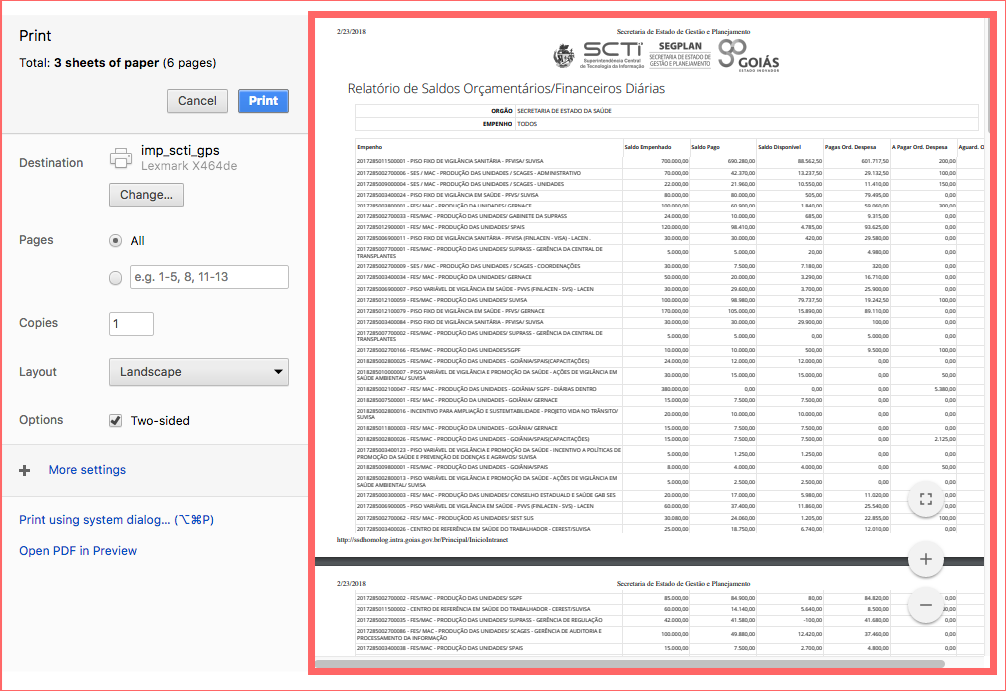 Print
Total: 3 sheets of paper (6 pages)
Cancel
Print
Destination
imp_scti_gps
Lexmark X464de
Change...
Pages
All
e.g. 1-5, 8, 11-13
Copies
1
Layout
Landscape
Options
Two-sided
More settings
Print using system dialog... (⌥⌘P)
Open PDF in Preview
2/23/2018 Secretaria de Estado de Gestão e Planejamento
SCTI Superintendência Central de Tecnologia da Informação
SEGPLAN SECRETARIA DE ESTADO DE GESTÃO E PLANEJAMENTO
GOIÁS ESTADO INOVADOR
Relatório de Saldos Orçamentários/Financeiros Diárias
ORGÃO SECRETARIA DE ESTADO DA SAÚDE
EMPENHO TODOS
Empenho Saldo Empenhado Saldo Pago Saldo Disponivel Pagas Ord. Despesa A Pagar Ord. Despesa Aguard. O
2017285011500001 - PISO FIXO DE VIGILÂNCIA SANITÁRIA - PFVISA/ SUVISA 700.000,00 690.280,00 88.562,50 601.717,50 200,00
2017285002700006 - SES / MAC - PRODUÇÃO DAS UNIDADES / SCAGES - ADMINISTRATIVO 70.000,00 42.370,00 13.237,50 29.132,50 100,00
2017285009000004 - SES / MAC - PRODUÇÃO DAS UNIDADES / SCAGES - UNIDADES 22.000,00 21.960,00 10.550,00 11.410,00 150,00
2017285003400024 - PISO FIXO DE VIGILÂNCIA EM SAÚDE - PFVS/ SUVISA 80.000,00 80.000,00 505,00 79.495,00 0,00
2017285003800001 - FES/ MAC - PRODUÇÃO DA UNIDADES/ GERNACE 100.000,00 60.900,00 1.840,00 59.060,00 300,00
2017285002700033 - FES/MAC - PRODUÇÃO DAS UNIDADES/ GABINETE DA SUPRASS 24.000,00 10.000,00 685,00 9.315,00 0,00
2017285012900001 - FES/MAC - PRODUÇÃO DAS UNIDADES/ SPAIS 120.000,00 98.410,00 4.785,00 93.625,00 0,00
2017285006900011 - PISO FIXO DE VIGILÂNCIA SANITÁRIA - PFVISA (FINLACEN - VISA) - LACEN . 30.000,00 30.000,00 420,00 29.580,00 0,00
2017285007700001 - FES/MAC - PRODUÇÃO DAS UNIDADES/ SUPRASS - GERÊNCIA DA CENTRAL DE
TRANSPLANTES 5.000,00 5.000,00 20,00 4.980,00 0,00
2017285002700009 - SES / MAC - PRODUÇÃO DAS UNIDADES / SCAGES - COORDENAÇÕES 30.000,00 7.500,00 7.180,00 320,00 0,00
2017285003400034 - FES/ MAC - PRODUÇÃO DA UNIDADES/ GERNACE 50.000,00 20.000,00 3.290,00 16.710,00 0,00
2017285006900007 - PISO VARIÁVEL DE VIGILÂNCIA EM SAÚDE - PVVS (FINLACEN - SVS) - LACEN 30.000,00 29.600,00 3.700,00 25.900,00 0,00
2017285012100059 - FES/MAC - PRODUÇÃO DAS UNIDADES/ SUVISA 100.000,00 98.980,00 79.737,50 19.242,50 100,00
2017285012100079 - PISO FIXO DE VIGILÂNCIA EM SAÚDE - PFVS/ GERNACE 170.000,00 105.000,00 15.890,00 89.110,00 0,00
2017285003400084 - PISO FIXO DE VIGILÂNCIA SANITÁRIA - PFVISA/ SUVISA 30.000,00 30.000,00 29.900,00 100,00 0,00
2017285007700002 - FES/MAC - PRODUÇÃO DAS UNIDADES/ SUPRASS - GERÊNCIA DA CENTRAL DE
TRANSPLANTES 5.000,00 5.000,00 0,00 5.000,00 0,00
2017285002700166 - FES/MAC - PRODUÇÃO DAS UNIDADES/SGPF 10.000,00 10.000,00 500,00 9.500,00 100,00
2018285002800025 - FES/MAC - PRODUÇÃO DAS UNIDADES - GOIÂNIA/SPAIS(CAPACITAÇÕES) 24.000,00 12.000,00 12.000,00 0,00 0,00
2018285010000007 - PISO VARIÁVEL DE VIGILÂNCIA E PROMOÇÃO DA SAÚDE - AÇÕES DE VIGILÂNCIA EM
SAÚDE AMBIENTAL/ SUVISA 30.000,00 15.000,00 15.000,00 0,00 50,00
2018285002100047 - FES/ MAC - PRODUÇÃO DAS UNIDADES - GOIÂNIA/ SGPF - DIÁRIAS DENTRO 380.000,00 0,00 0,00 0,00 5.380,00
2018285007500001 - FES/ MAC - PRODUÇÃO DA UNIDADES - GOIÂNIA/ GERNACE 15.000,00 7.500,00 7.500,00 0,00 0,00
2018285002800016 - INCENTIVO PARA AMPLIAÇÃO E SUSTEMTABILIDADE - PROJETO VIDA NO TRÂNSITO/
SUVISA 20.000,00 10.000,00 10.000,00 0,00 0,00
2018285011800003 - FES/ MAC - PRODUÇÃO DA UNIDADES - GOIÂNIA/ GERNACE 15.000,00 7.500,00 7.500,00 0,00 0,00
2018285002800026 - FES/MAC - PRODUÇÃO DAS UNIDADES - GOIÂNIA/SPAIS(CAPACITAÇÕES) 15.000,00 7.500,00 7.500,00 0,00 2.125,00
2018285003400123 - PISO VARIÁVEL DE VIGILÂNCIA E PROMOÇÃO DA SAÚDE - INCENTIVO A POLÍTICAS DE
PROMOÇÃO DA SAÚDE E PREVENÇÃO DE DOENÇAS E AGRAVOS/ SUVISA 5.000,00 1.250,00 1.250,00 0,00 0,00
2018285009800001 - FES/ MAC - PRODUÇÃO DAS UNIDADES - GOIÂNIA/SPAIS 8.000,00 4.000,00 4.000,00 0,00 50,00
2018285002800013 - PISO VARIÁVEL DE VIGILÂNCIA E PROMOÇÃO DA SAÚDE - AÇÕES DE VIGILÂNCIA EM
SAÚDE AMBIENTAL/ SUVISA 5.000,00 2.500,00 2.500,00 0,00
2017285000300003 - FES/ MAC - PRODUÇÃO DAS UNIDADES/ CONSELHO ESTADUALD E SAÚDE GAB SES 20.000,00 17.000,00 5.980,00 11.020,00
2017285006900005 - PISO VARIÁVEL DE VIGILÂNCIA EM SAÚDE - PVVS (FINLACEN - SVS) - LACEN 60.000,00 37.400,00 11.860,00 25.540,00 0,00
2017285002700062 - FES/ MAC - PRODUÇÃOD AS UNIDADES/ SEST SUS 30.000,00 24.060,00 1.205,00 22.855,00 100,00
2017285003400026 - CENTRO DE REFERÊNCIA EM SAÚDE DO TRABALHADOR - CEREST/SUVISA 25.000,00 18.750,00 6.740,00 12.010,00 0,00
http://ssdhomolog.intra.goias.gov.br/Principal/InicioIntranet
2/23/2018 Secretaria de Estado de Gestão e Planejamento
2017285002700002 - FES/MAC - PRODUÇÃO DAS UNIDADES/ SGPF 85.000,00 84.900,00 80,00 84.820,00 0,00
2017285011500002 - CENTRO DE REFERÊNCIA EM SAÚDE DO TRABALHADOR - CEREST/SUVISA 60.000,00 14.140,00 5.640,00 8.500,00
2017285002700035 - FES/MAC - PRODUÇÃO DAS UNIDADES/ SUPRASS - GERÊNCIA DE REGULAÇÃO 42.000,00 41.580,00 -100,00 41.680,00 0,00
2017285002700086 - FES/ MAC - PRODUÇÃO DAS UNIDADES/ SCAGES - GERÊNCIA DE AUDITORIA E
PROCESSAMENTO DA INFORMAÇÃO 100.000,00 49.880,00 12.420,00 37.460,00 0,00
2017285003400038 - FES/MAC - PRODUÇÃO DAS UNIDADES/ SPAIS 15.000,00 7.500,00 2.700,00 4.800,00 0,00